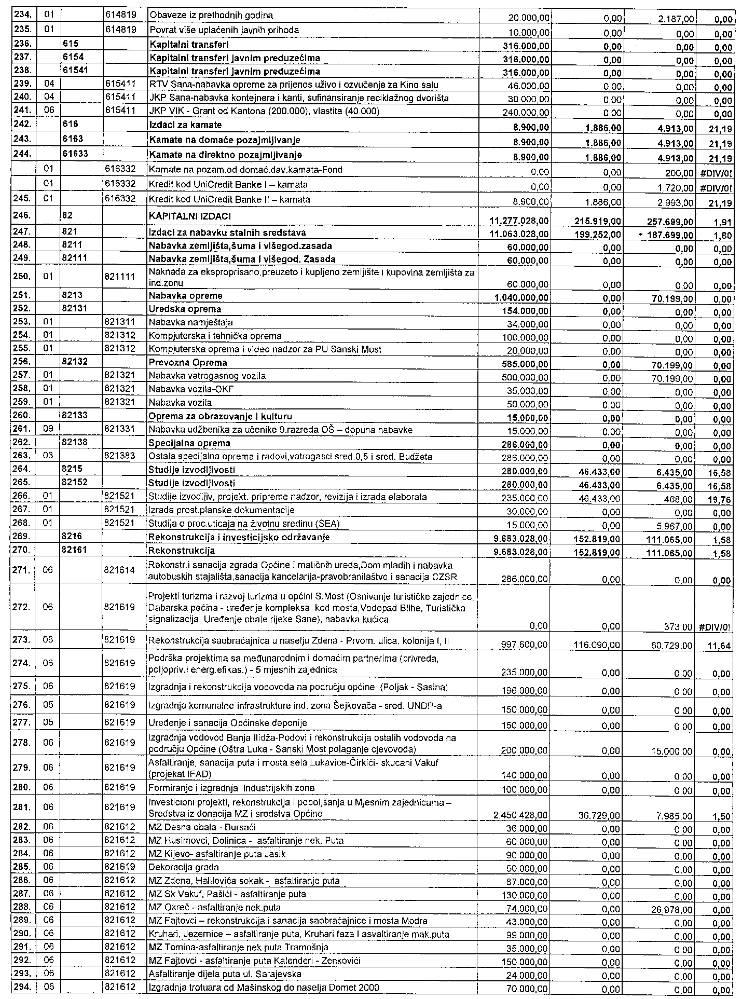 234. 01 614819 Obaveze iz prethodnih godina 20.000,00 0,00 2.187,00 0,00
235. 01 614819 Povrat više uplaćenih javnih prihoda 10.000,00 0,00 0,00 0,00
236. 615 Kapitalni transferi 316.000,00 0,00 0,00 0,00
237. 6154 Kapitalni transferi javnim preduzećima 316.000,00 0,00 0,00 0,00
238. 61541 Kapitalni transferi javnim preduzećima 316.000,00 0,00 0,00 0,00
239. 04 615411 RTV Sana-nabavka opreme za prijenos uživo i ozvučenje za Kino salu 46.000,00 0,00 0,00 0,00
240. 04 615411 JKP Sana-nabavka kontejnera i kanti, sufinansiranje reciklažnog dvorišta 30.000,00 0,00 0,00 0,00
241. 06 615411 JKP VIK - Grant od Kantona (200.000), vlastita (40.000) 240.000,00 0,00 0,00 0,00
242. 616 Izdaci za kamate 8.900,00 1.886,00 4.913,00 21,19
243. 6163 Kamate na domaće pozajmljivanje 8.900,00 1.886,00 4.913,00 21,19
244. 61633 Kamate na direktno pozajmljivanje 8.900,00 1.886,00 4.913,00 21,19
01 616332 Kamate na pozam.od domać.dav.kamata-Fond 0,00 0,00 200,00 #DIV/0!
01 616332 Kredit kod UniCredit Banke I – kamata 0,00 0,00 1.720,00 #DIV/0!
245. 01 616332 Kredit kod UniCredit Banke II – kamata 8.900,00 1.886,00 2.993,00 21,19
246. 82 KAPITALNI IZDACI 11.277.028,00 215.919,00 257.699,00 1,91
247. 821 Izdaci za nabavku stalnih sredstava 11.063.028,00 199.252,00 187.699,00 1,80
248. 8211 Nabavka zemljišta,šuma i višegod.zasada 60.000,00 0,00 0,00 0,00
249. 82111 Nabavka zemljišta,šuma i višegod. Zasada 60.000,00 0,00 0,00 0,00
250. 01 821111 Naknada za eksproprisano,preuzeto i kupljeno zemljište i kupovina zemljišta za
ind.zonu 60.000,00 0,00 0,00 0,00
251. 8213 Nabavka opreme 1.040.000,00 0,00 70.199,00 0,00
252. 82131 Uredska oprema 154.000,00 0,00 0,00 0,00
253. 01 821311 Nabavka namještaja 34.000,00 0,00 0,00 0,00
254. 01 821312 Kompjuterska i tehnička oprema 100.000,00 0,00 0,00 0,00
255. 01 821312 Kompjuterska oprema i video nadzor za PU Sanski Most 20.000,00 0,00 0,00 0,00
256. 82132 Prevozna Oprema 585.000,00 0,00 70.199,00 0,00
257. 01 821321 Nabavka vatrogasnog vozila 500.000,00 0,00 70.199,00 0,00
258. 01 821321 Nabavka vozila-OKF 35.000,00 0,00 0,00 0,00
259. 01 821321 Nabavka vozila 50.000,00 0,00 0,00 0,00
260. 82133 Oprema za obrazovanje I kulturu 15.000,00 0,00 0,00 0,00
261. 09 821331 Nabavka udžbenika za učenike 9.razreda OŠ – dopuna nabavke 15.000,00 0,00 0,00 0,00
262. 82138 Specijalna oprema 286.000,00 0,00 0,00 0,00
263. 03 821383 Ostala specijalna oprema i radovi,vatrogasci sred.0,5 i sred. Budžeta 286.000,00 0,00 0,00 0,00
264. 8215 Studije izvodljivosti 280.000,00 46.433,00 6.435,00 16,58
265. 82152 Studije izvodljivosti 280.000,00 46.433,00 6.435,00 16,58
266. 01 821521 Studije izvodjiv, projekt. pripreme nadzor, revizija i izrada elaborata 235.000,00 46.433,00 468,00 19,76
267. 01 821521 Izrada prost.planske dokumentacije 30.000,00 0,00 0,00 0,00
268. 01 821521 Studija o proc.uticaja na životnu sredinu (SEA) 15.000,00 0,00 5.967,00 0,00
269. 8216 Rekonstrukcija i investicijsko održavanje 9.683.028,00 152.819,00 111.065,00 1,58
270. 82161 Rekonstrukcija 9.683.028,00 152.819,00 111.065,00 1,58
271. 06 821614 Rekonstr.i sanacija zgrada Općine i matičnih ureda,Dom mladih i nabavka
autobuskih stajališta,sanacija kancelarija-pravobranilaštvo i sanacija CZSR 286.000,00 0,00 0,00 0,00
272. 06 821619 Projekti turizma i razvoj turizma u općini S.Most (Osnivanje turističke zajednice,
Dabarska pećina - uređenje kompleksa kod mosta,Vodopad Blihe, Turistička
signalizacija, Uređenje obale rijeke Sane), nabavka kućica 0,00 0,00 373,00 #DIV/0!
273. 06 821619 Rekonstrukcija saobraćajnica u naselju Zdena - Prvom. ulica, kolonija I, II 997.600,00 116.090,00 60.729,00 11,64
274. 06 821619 Podrška projektima sa međunarodnim i domaćim partnerima (privreda,
poljopriv.i energ.efikas.) - 5 mjesnih zajednica 235.000,00 0,00 0,00 0,00
275. 06 821619 Izgradnja i rekonstrukcija vodovoda na području općine (Poljak - Sasina) 196.000,00 0,00 0,00 0,00
276. 05 821619 Izgradnja komunalne infrastrukture ind. zona Šejkovača - sred. UNDP-a 150.000,00 0,00 0,00 0,00
277. 05 821619 Uređenje i sanacija Općinske deponije 150.000,00 0,00 0,00 0,00
278. 06 821619 Izgradnja vodovod Banja Ilidža-Podovi i rekonstrukcija ostalih vodovoda na
području Općine (Oštra Luka - Sanski Most polaganje cjevovoda) 200.000,00 0,00 15.000,00 0,00
279. 06 821619 Asfaltiranje, sanacija puta i mosta sela Lukavice-Čirkići- skucani Vakuf
(projekat IFAD) 140.000,00 0,00 0,00 0,00
280. 06 821619 Formiranje i izgradnja industrijskih zona 100.000,00 0,00 0,00 0,00
281. 06 821619 Investicioni projekti, rekonstrukcija i poboljšanja u Mjesnim zajednicama –
Sredstva iz donacija MZ i sredstva Općine 2.450.428,00 36.729,00 7.985,00 1,50
282. 06 821612 MZ Desna obala - Bursaći 36.000,00 0,00 0,00 0,00
283. 06 821612 MZ Husimovci, Dolinica - asfaltiranje nek. Puta 60.000,00 0,00 0,00 0,00
284. 06 821612 MZ Kijevo- asfaltiranje puta Jasik 90.000,00 0,00 0,00 0,00
285. 06 821619 Dekoracija grada 50.000,00 0,00 0,00 0,00
286. 06 821612 MZ Zdena, Halilovića sokak - asfaltiranje puta 87.000,00 0,00 0,00 0,00
287. 06 821612 MZ Sk Vakuf, Pašići - asfaltiranje puta 130.000,00 0,00 0,00 0,00
288. 06 821612 MZ Okreč - asfaltiranje nek.puta 74.000,00 0,00 26.978,00 0,00
289. 06 821612 MZ Fajtovci – rekonstrukcija i sanacija saobraćajnice i mosta Modra 43.000,00 0,00 0,00 0,00
290. 06 821612 Kruhari, Jezernice – asfaltiranje puta, Kruhari faza I asvaltiranje mak.puta 99.000,00 0,00 0,00 0,00
291. 06 821612 MZ Tomina-asfaltiranje nek.puta Tramošnja 35.000,00 0,00 0,00 0,00
292. 06 821612 MZ Fajtovci - asfaltiranje puta Kalenderi - Zenkovići 150.000,00 0,00 0,00 0,00
293. 06 821612 Asfaltiranje dijela puta ul. Sarajevska 24.000,00 0,00 0,00 0,00
294. 06 821612 Izgradnja trotuara od Mašinskog do naselja Domet 2000 70.000,00 0,00 0,00 0,00